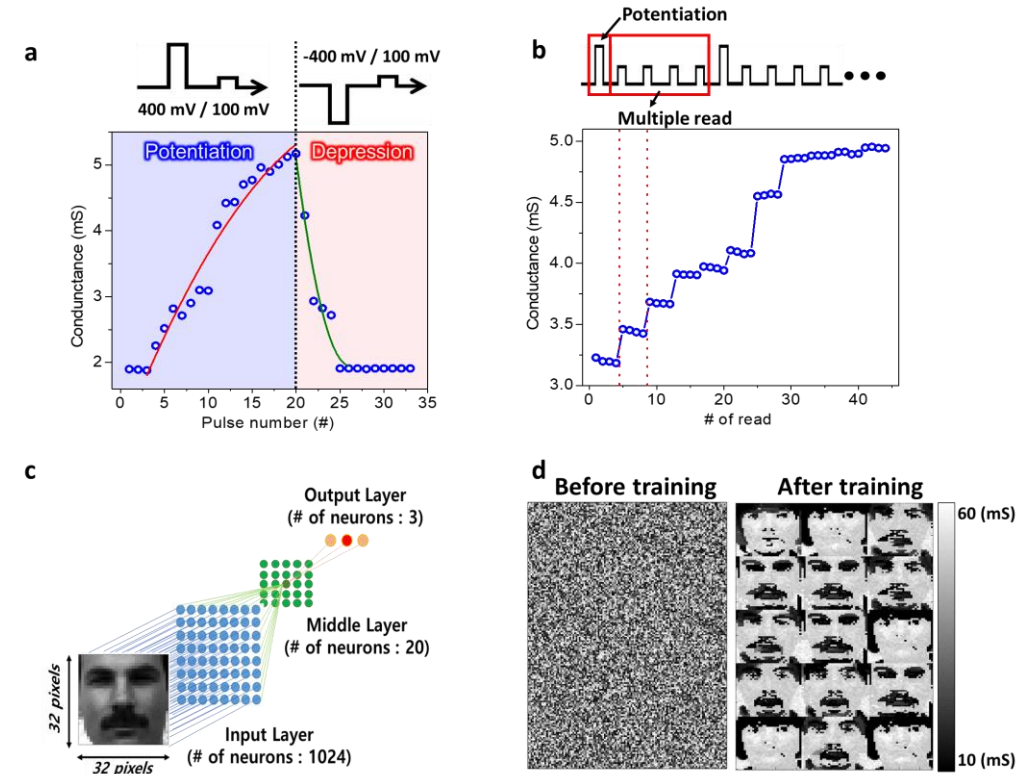 a
400 mV / 100 mV
-400 mV / 100 mV
Potentiation
Depression
Condunctance (mS)
5
4
3
2
0
5
10
15
20
25
30
35
Pulse number (#)
b
Potentiation
Multiple read
Conductance (mS)
5.0
4.5
4.0
3.5
3.0
0
10
20
30
40
# of read
c
Output Layer
(# of neurons : 3)
Middle Layer
(# of neurons : 20)
Input Layer
(# of neurons : 1024)
32 pixels
32 pixels
d
Before training
After training
60 (mS)
10 (mS)